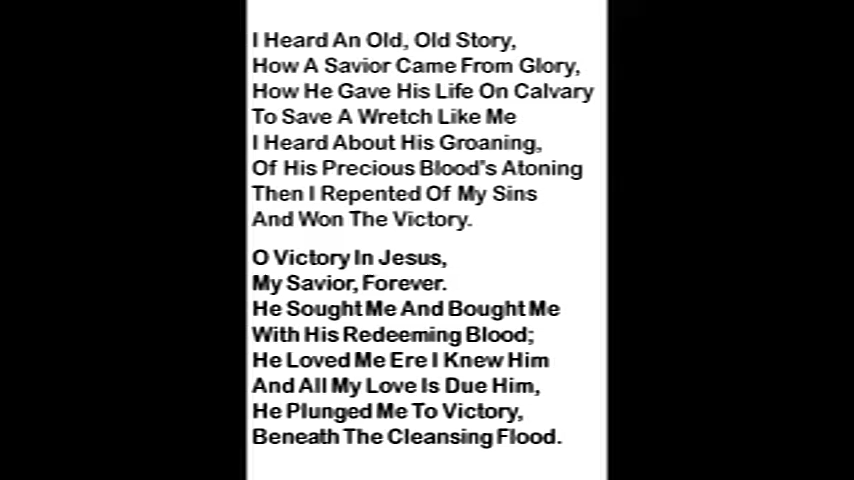 I Heard An Old, Old Story,
How A Savior Came From Glory,
How He Gave His Life On Calvary
To Save A Wretch Like Me
I Heard About His Groaning,
Of His Precious Blood's Atoning
Then I Repented Of My Sins
And Won The Victory.
O Victory In Jesus,
My Savior, Forever.
He Sought Me And Bought Me
With His Redeeming Blood;
He Loved Me Ere I Knew Him
And All My Love Is Due Him,
He Plunged Me To Victory,
Beneath The Cleansing Flood.